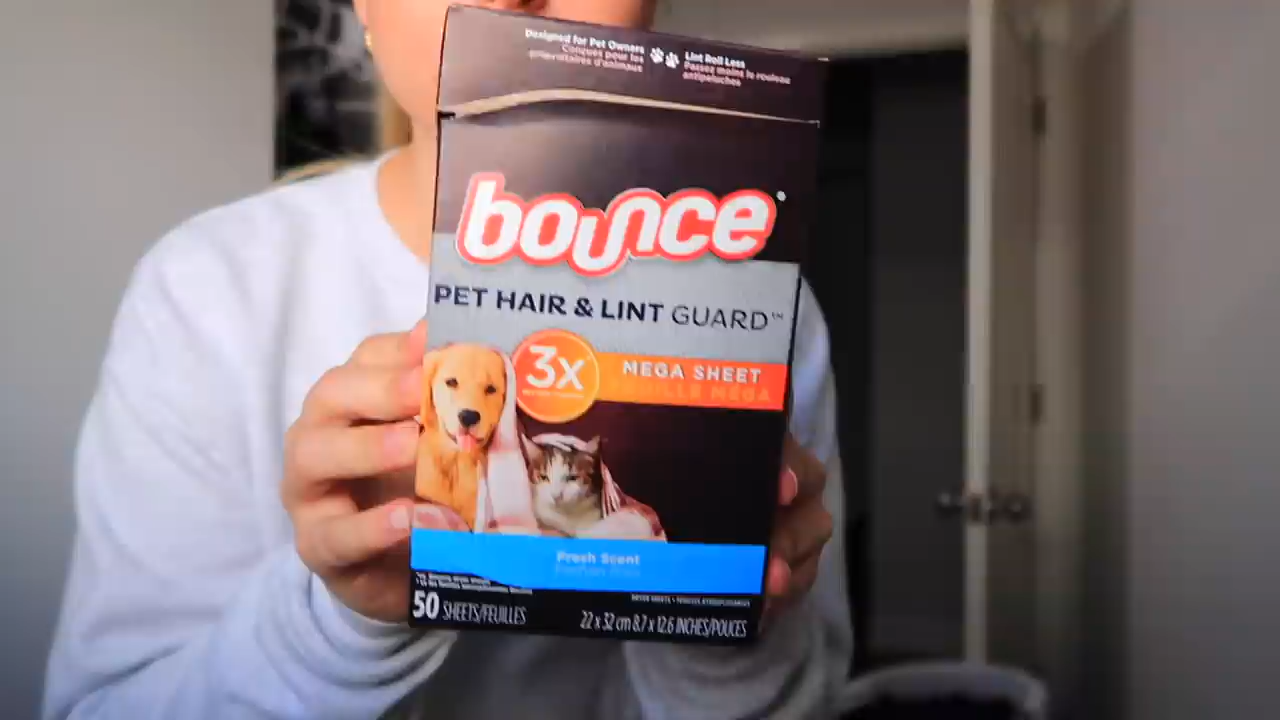 Designed for Pet Owners
Conçues pour les
propriétaires d'animaux
Lint Roll Less
Passez moins le rouleau
antipeluches
bounce
PET HAIR & LINT GUARD™
3x
MEGA SHEET
MEGA
Fresh Scent
50 SHEETS/FEUILLES
22 x 32 cm 8.7 x 12.6 INCHES/POUCES